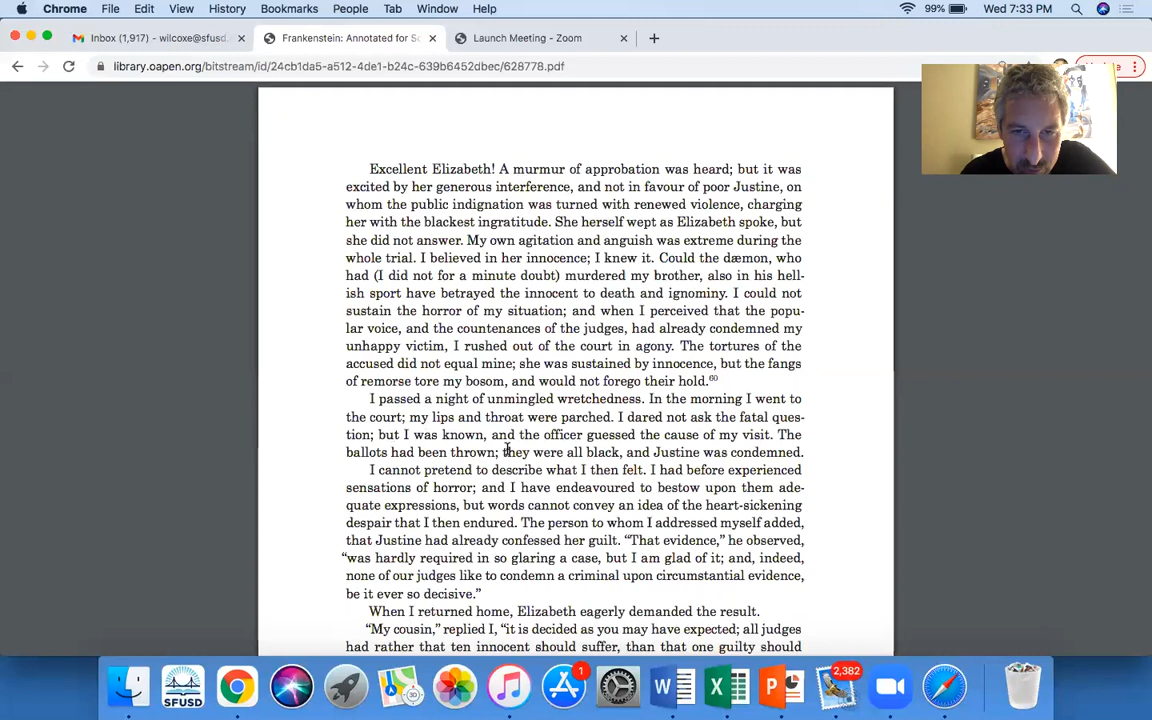 Chrome File Edit View History Bookmarks People Tab Window Help 99% Wed 7:33 PM
Inbox (1,917) - wilcoxe@sfusd. Frankenstein: Annotated for Sc Launch Meeting - Zoom
library.oapen.org/bitstream/id/24cb1da5-a512-4de1-b24c-639b6452dbec/628778.pdf
Excellent Elizabeth! A murmur of approbation was heard; but it was
excited by her generous interference, and not in favour of poor Justine, on
whom the public indignation was turned with renewed violence, charging
her with the blackest ingratitude. She herself wept as Elizabeth spoke, but
she did not answer. My own agitation and anguish was extreme during the
whole trial. I believed in her innocence; I knew it. Could the dæmon, who
had (I did not for a minute doubt) murdered my brother, also in his hell-
ish sport have betrayed the innocent to death and ignominy. I could not
sustain the horror of my situation; and when I perceived that the popu-
lar voice, and the countenances of the judges, had already condemned my
unhappy victim, I rushed out of the court in agony. The tortures of the
accused did not equal mine; she was sustained by innocence, but the fangs
of remorse tore my bosom, and would not forego their hold.60
I passed a night of unmingled wretchedness. In the morning I went to
the court; my lips and throat were parched. I dared not ask the fatal ques-
tion; but I was known, and the officer guessed the cause of my visit. The
ballots had been thrown; they were all black, and Justine was condemned.
I cannot pretend to describe what I then felt. I had before experienced
sensations of horror; and I have endeavoured to bestow upon them ade-
quate expressions, but words cannot convey an idea of the heart-sickening
despair that I then endured. The person to whom I addressed myself added,
that Justine had already confessed her guilt. “That evidence,” he observed,
“was hardly required in so glaring a case, but I am glad of it; and, indeed,
none of our judges like to condemn a criminal upon circumstantial evidence,
be it ever so decisive.”
When I returned home, Elizabeth eagerly demanded the result.
“My cousin,” replied I, “it is decided as you may have expected; all judges
had rather that ten innocent should suffer, than that one guilty should
SFUSD
1
2,382